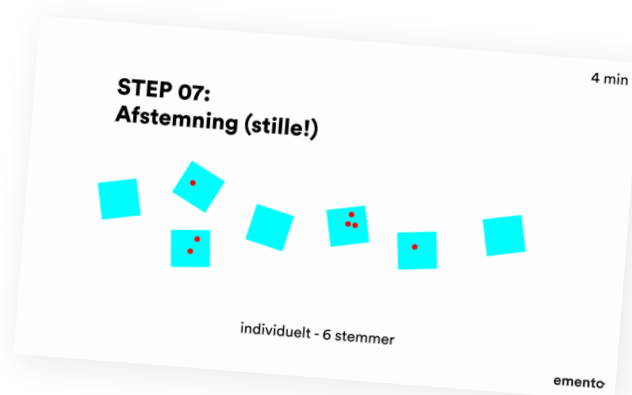 4 min
STEP 07:
Afstemning (stille!)
individuelt - 6 stemmer
emento